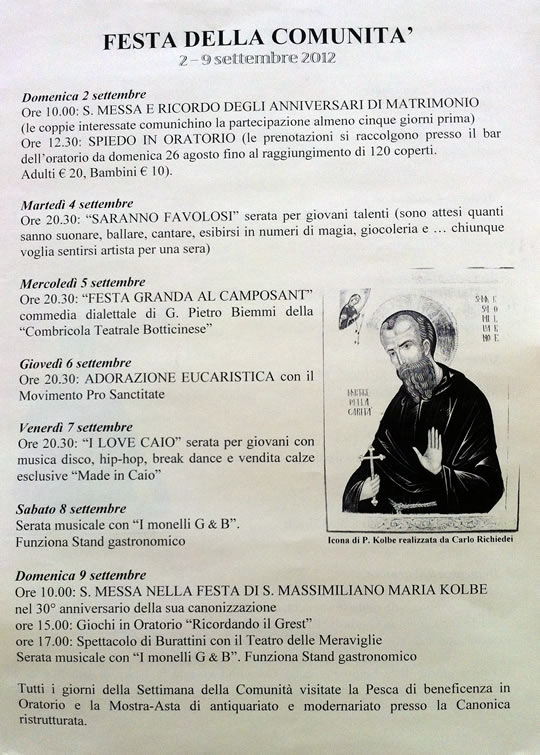 FESTA DELLA COMUNITA'
2 – 9 settembre 2012
Domenica 2 settembre
Ore 10.00: S. MESSA E RICORDO DEGLI ANNIVERSARI DI MATRIMONIO
(le coppie interessate comunichino la partecipazione almeno cinque giorni prima)
Ore 12.30: SPIEDO IN ORATORIO (le prenotazioni si raccolgono presso il bar
dell'oratorio da domenica 26 agosto fino al raggiungimento di 120 coperti.
Adulti € 20, Bambini € 10).
Martedì 4 settembre
Ore 20.30: “SARANNO FAVOLOSI” serata per giovani talenti (sono attesi quanti
sanno suonare, ballare, cantare, esibirsi in numeri di magia, giocoleria e … chiunque
voglia sentirsi artista per una sera)
Mercoledì 5 settembre
Ore 20.30: “FESTA GRANDA AL CAMPOSANT”
commedia dialettale di G. Pietro Biemmi della
“Combricola Teatrale Botticinese”
Giovedì 6 settembre
Ore 20.30: ADORAZIONE EUCARISTICA con il
Movimento Pro Sanctitate
Venerdì 7 settembre
Ore 20.30: “I LOVE CAIO” serata per giovani con
musica disco, hip-hop, break dance e vendita calze
esclusive “Made in Caio”
Sabato 8 settembre
Serata musicale con “I monelli G & B”.
Funziona Stand gastronomico
MARTIRE
DELLA
CARITÀ
Icona di P. Kolbe realizzata da Carlo Richiedei
Domenica 9 settembre
Ore 10.00: S. MESSA NELLA FESTA DI S. MASSIMILIANO MARIA KOLBE
nel 30° anniversario della sua canonizzazione
ore 15.00: Giochi in Oratorio “Ricordando il Grest”
ore 17.00: Spettacolo di Burattini con il Teatro delle Meraviglie
Serata musicale con “I monelli G & B”. Funziona Stand gastronomico
Tutti i giorni della Settimana della Comunità visitate la Pesca di beneficenza in
Oratorio e la Mostra-Asta di antiquariato e modernariato presso la Canonica
ristrutturata.